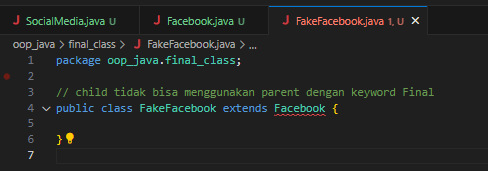 SocialMedia.java U
Facebook.java U
FakeFacebook.java 1, U
oop_java > final_class > FakeFacebook.java > ...
1 package oop_java.final_class;
2
3 // child tidak bisa menggunakan parent dengan keyword Final
4 public class FakeFacebook extends Facebook {
5
6 }
7